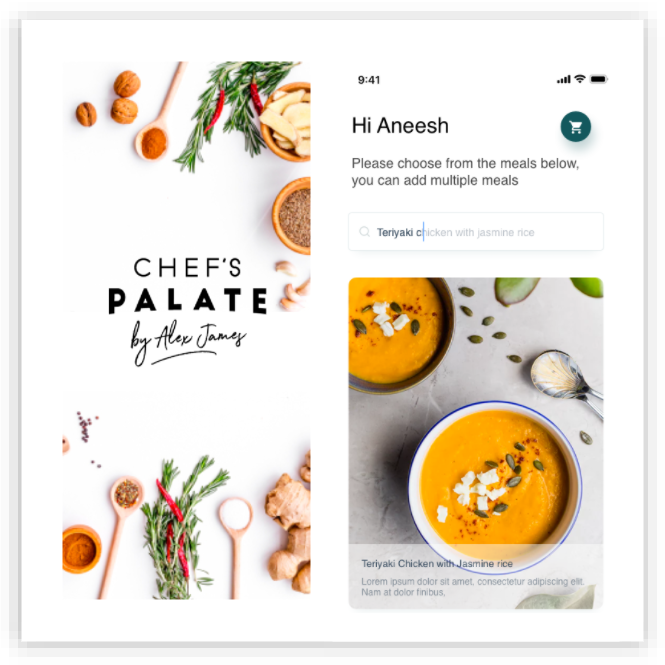 CHEF'S
PALATE
by Alex James
9:41
Hi Aneesh
Please choose from the meals below,
you can add multiple meals
Teriyaki chicken with jasmine rice
Teriyaki Chicken with Jasmine rice
Lorem ipsum dolor sit amet, consectetur adipiscing elit.
Nam at dolor finibus,